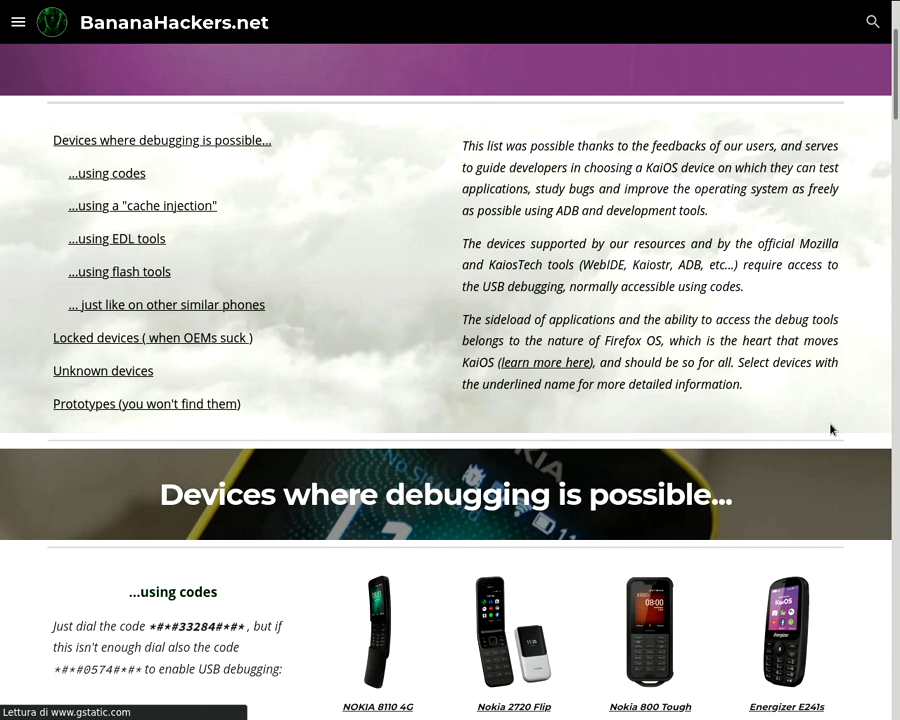 BananaHackers.net
Devices where debugging is possible...
...using codes
...using a "cache injection"
...using EDL tools
...using flash tools
... just like on other similar phones
Locked devices ( when OEMs suck )
Unknown devices
Prototypes (you won't find them)
This list was possible thanks to the feedbacks of our users, and serves
to guide developers in choosing a KaiOS device on which they can test
applications, study bugs and improve the operating system as freely
as possible using ADB and development tools.
The devices supported by our resources and by the official Mozilla
and KaiosTech tools (WebIDE, Kaiostr, ADB, etc...) require access to
the USB debugging, normally accessible using codes.
The sideload of applications and the ability to access the debug tools
belongs to the nature of Firefox OS, which is the heart that moves
KaiOS (learn more here), and should be so for all. Select devices with
the underlined name for more detailed information.
No S
KIA
11
Devices where debugging is possible...
...using codes
Just dial the code *#*#33284#*#* , but if
this isn't enough dial also the code
*#*#0574#*#* to enable USB debugging:
08:00
KaiOS
Energizer
NOKIA 8110 4G
Nokia 2720 Flip
Nokia 800 Tough
Energizer E241s
Lettura di www.gstatic.com